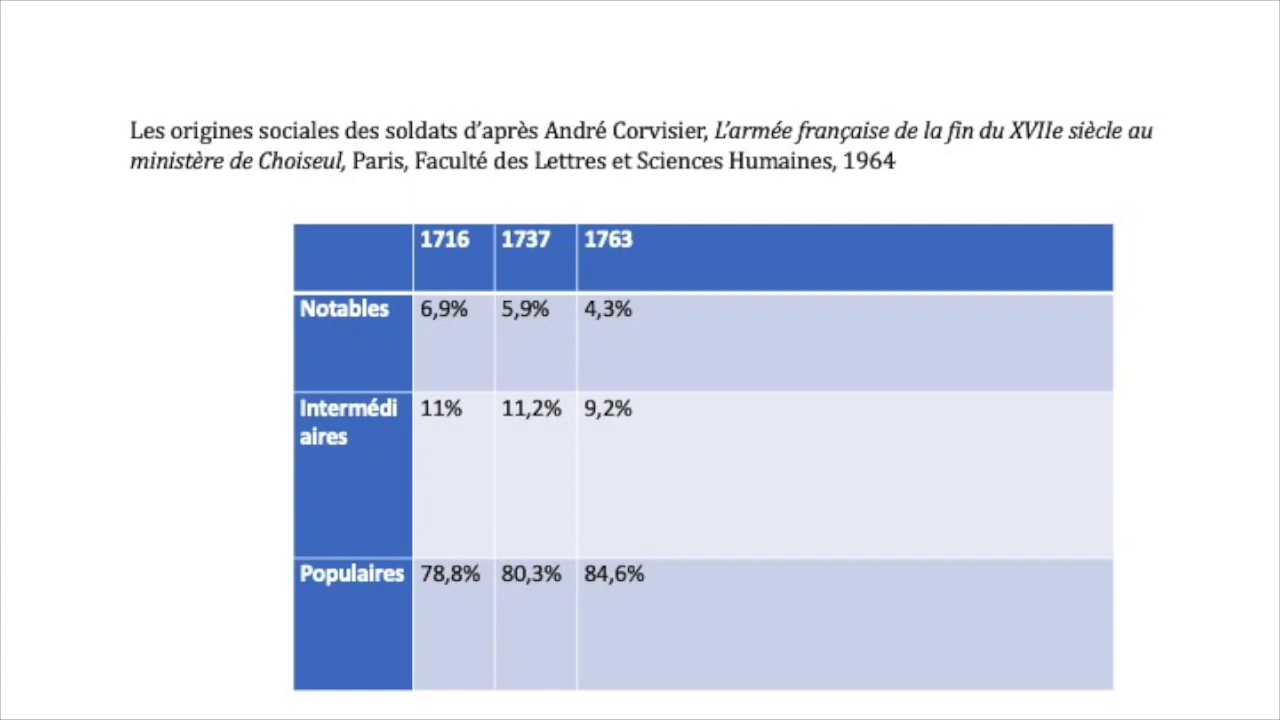 Les origines sociales des soldats d'après André Corvisier, L'armée française de la fin du XVIIe siècle au
ministère de Choiseul, Paris, Faculté des Lettres et Sciences Humaines, 1964
1716 1737 1763
Notables 6,9% 5,9% 4,3%
Intermédi 11% 11,2% 9,2%
aires
Populaires 78,8% 80,3% 84,6%